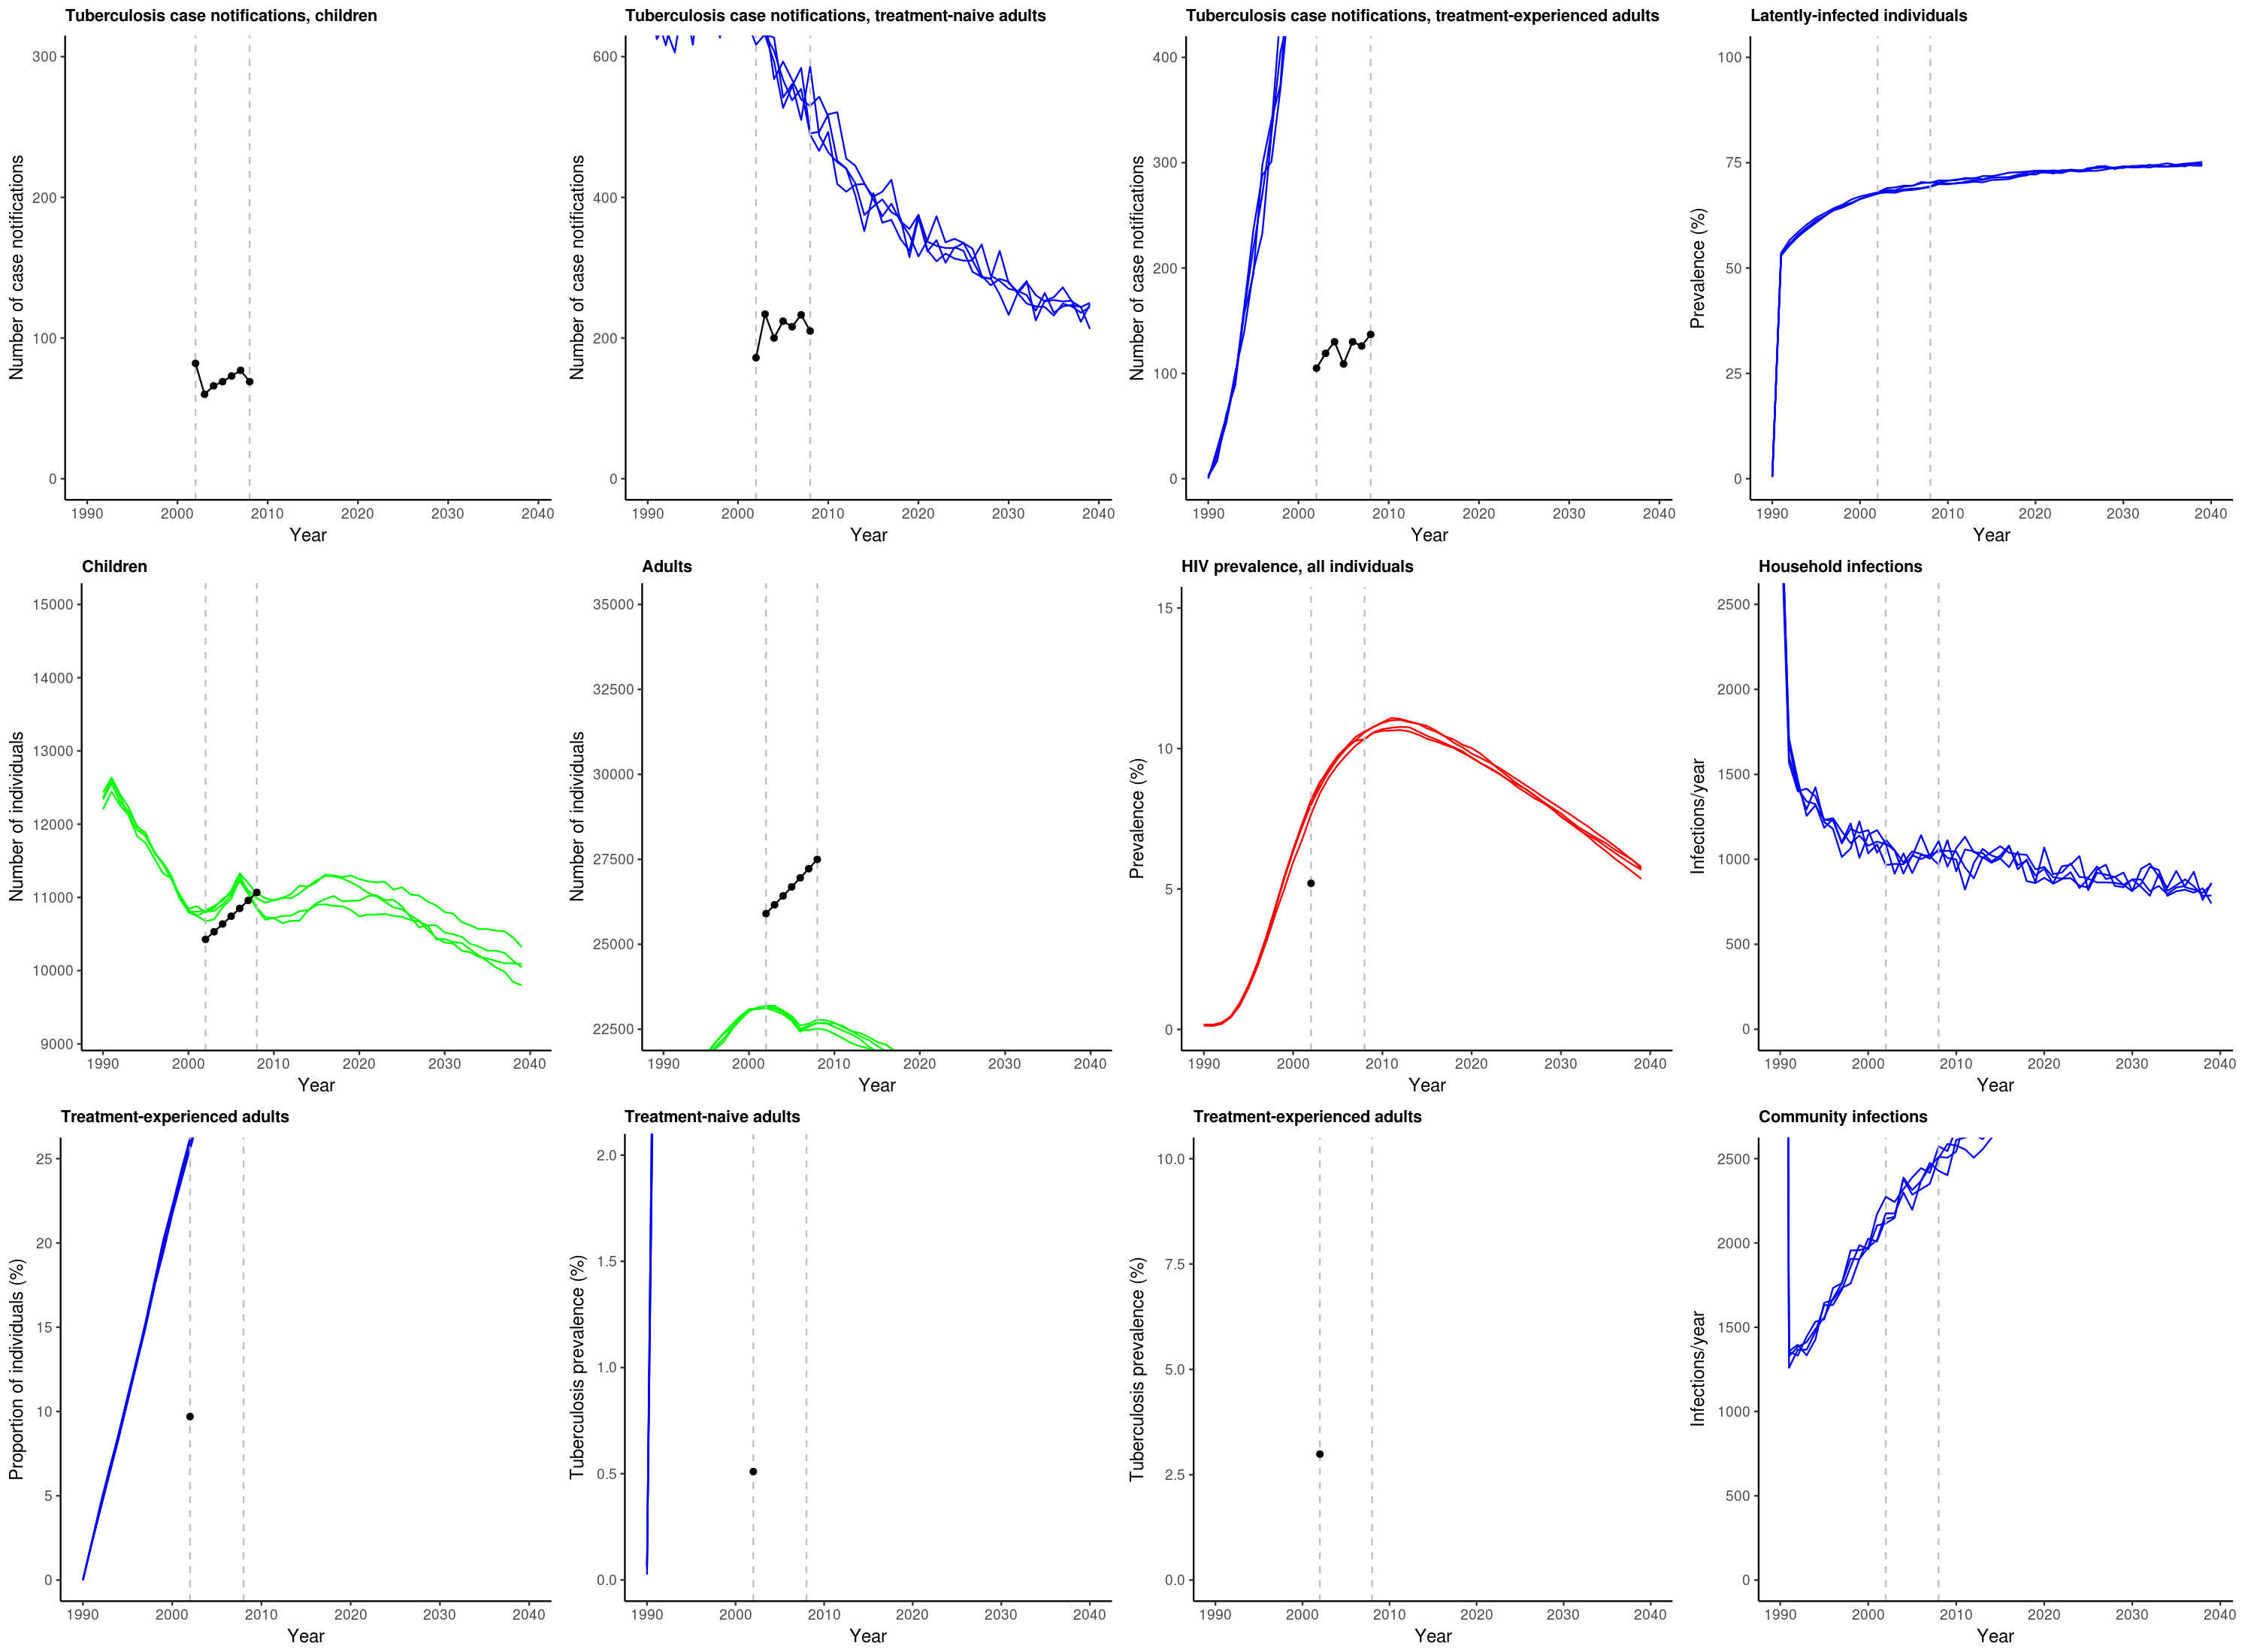 Tuberculosis case notifications, children
Number of case notifications
300
200
100
0
1990 2000 2010 2020 2030 2040
Year
Tuberculosis case notifications, treatment-naive adults
Number of case notifications
600
400
200
0
1990 2000 2010 2020 2030 2040
Year
Tuberculosis case notifications, treatment-experienced adults
Number of case notifications
400
300
200
100
0
1990 2000 2010 2020 2030 2040
Year
Latently-infected individuals
Prevalence (%)
100
75
50
25
0
1990 2000 2010 2020 2030 2040
Year
Children
Number of individuals
15000
14000
13000
12000
11000
10000
9000
1990 2000 2010 2020 2030 2040
Year
Adults
Number of individuals
35000
32500
30000
27500
25000
22500
1990 2000 2010 2020 2030 2040
Year
HIV prevalence, all individuals
Prevalence (%)
15
10
5
0
1990 2000 2010 2020 2030 2040
Year
Household infections
Infections/year
2500
2000
1500
1000
500
0
1990 2000 2010 2020 2030 2040
Year
Treatment-experienced adults
Proportion of individuals (%)
25
20
15
10
5
0
1990 2000 2010 2020 2030 2040
Year
Treatment-naive adults
Tuberculosis prevalence (%)
2.0
1.5
1.0
0.5
0.0
1990 2000 2010 2020 2030 2040
Year
Treatment-experienced adults
Tuberculosis prevalence (%)
10.0
7.5
5.0
2.5
0.0
1990 2000 2010 2020 2030 2040
Year
Community infections
Infections/year
2500
2000
1500
1000
500
0
1990 2000 2010 2020 2030 2040
Year